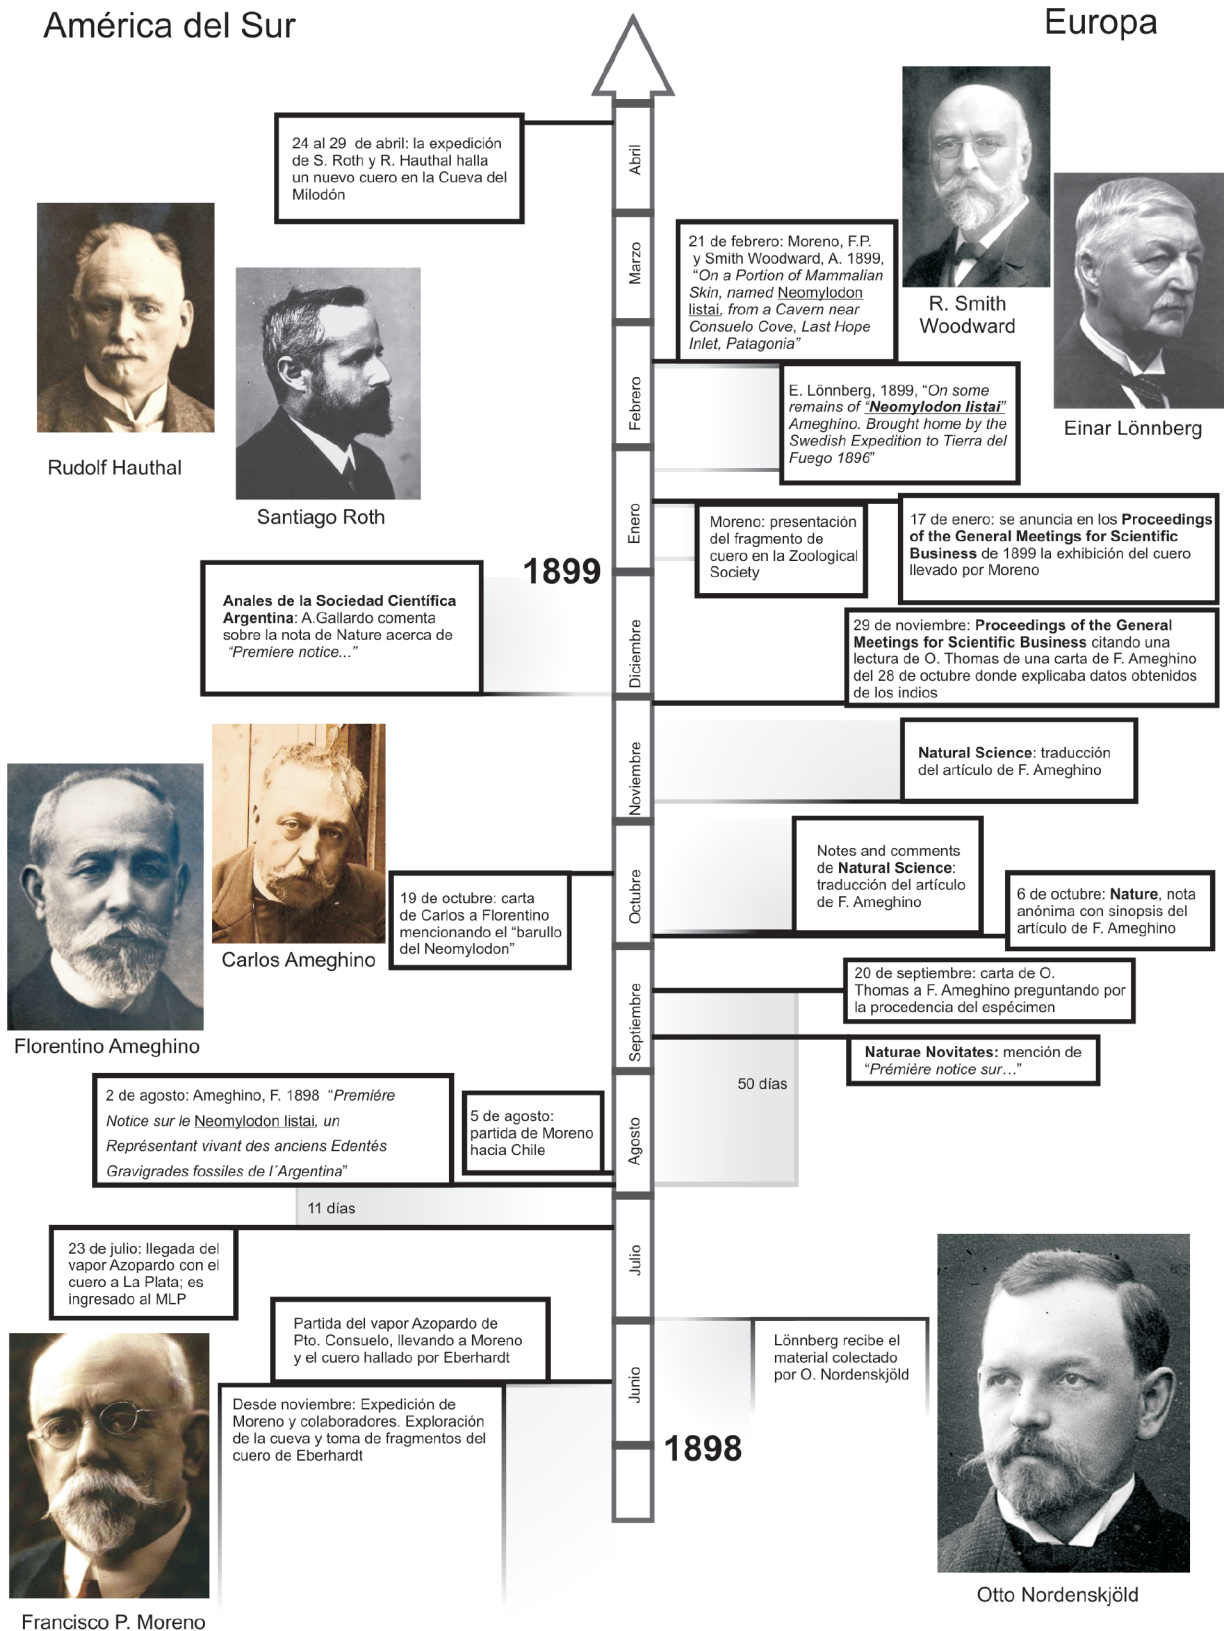 América del Sur
Europa
24 al 29 de abril: la expedición
de S. Roth y R. Hauthal halla
un nuevo cuero en la Cueva del
Milodón
Abril
Marzo
Febrero
Enero
Diciembre
Noviembre
Octubre
Septiembre
Agosto
Julio
Junio
21 de febrero: Moreno, F.P.
y Smith Woodward, A. 1899,
“On a Portion of Mammalian
Skin, named Neomylodon
listai, from a Cavern near
Consuelo Cove, Last Hope
Inlet, Patagonia”
R. Smith
Woodward
E. Lönnberg, 1899, “On some
remains of “Neomylodon listai”
Ameghino. Brought home by the
Swedish Expedition to Tierra del
Fuego 1896”
Einar Lönnberg
Rudolf Hauthal
Santiago Roth
Moreno: presentación
del fragmento de
cuero en la Zoological
Society
17 de enero: se anuncia en los Proceedings
of the General Meetings for Scientific
Business de 1899 la exhibición del cuero
llevado por Moreno
1899
Anales de la Sociedad Científica
Argentina: A.Gallardo comenta
sobre la nota de Nature acerca de
“Premiere notice...”
29 de noviembre: Proceedings of the General
Meetings for Scientific Business citando una
lectura de O. Thomas de una carta de F. Ameghino
del 28 de octubre donde explicaba datos obtenidos
de los indios
Natural Science: traducción
del artículo de F. Ameghino
Notes and comments
de Natural Science:
traducción del artículo
de F. Ameghino
6 de octubre: Nature, nota
anónima con sinopsis del
artículo de F. Ameghino
19 de octubre: carta
de Carlos a Florentino
mencionando el “barullo
del Neomylodon”
Carlos Ameghino
Florentino Ameghino
20 de septiembre: carta de O.
Thomas a F. Ameghino preguntando por
la procedencia del espécimen
Naturae Novitates: mención de
“Prémière notice sur…”
50 días
2 de agosto: Ameghino, F. 1898 “Premiére
Notice sur le Neomylodon listai, un
Représentant vivant des anciens Edentés
Gravigrades fossiles de l´Argentina”
5 de agosto:
partida de Moreno
hacia Chile
11 días
23 de julio: llegada del
vapor Azopardo con el
cuero a La Plata; es
ingresado al MLP
Partida del vapor Azopardo de
Pto. Consuelo, llevando a Moreno
y el cuero hallado por Eberhardt
Lönnberg recibe el
material colectado
por O. Nordenskjöld
Desde noviembre: Expedición de
Moreno y colaboradores. Exploración
de la cueva y toma de fragmentos del
cuero de Eberhardt
1898
Otto Nordenskjöld
Francisco P. Moreno